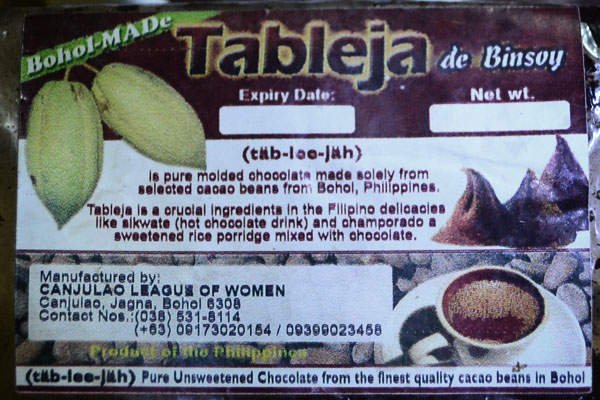 Bohol-MADe
Tableja de Binsoy
Expiry Date:
Net wt.
(täb-lee-jäh)
is pure molded chocolate made solely from
selected cacao beans from Bohol, Philippines.
Tableja is a crucial ingredients in the Filipino delicacies
like sikwate (hot chocolate drink) and champorado a
sweetened rice porridge mixed with chocolate.
Manufactured by:
CANJULAO LEAGUE OF WOMEN
Canjulao, Jagna, Bohol 6308
Contact Nos.:(038) 531-8114
(+63) 09173020154 / 09399023458
Product of the Philippines
(täb-lee-jäh) Pure Unsweetened Chocolate from the finest quality cacao beans in Bohol